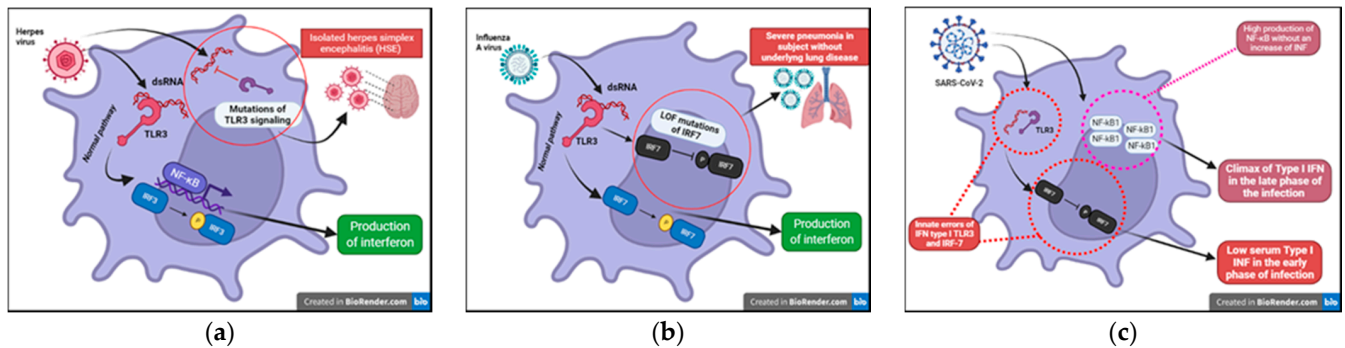 Herpes
virus
Isolated herpes simplex
encephalitis (HSE)
dsRNA
TLR3
Mutations of
TLR3 signaling
Normal pathway
NF-κB
IRF3
P
IRF3
Production
of interferon
Created in BioRender.com bio
(a)
Influenza
A virus
Severe pneumonia in
subject without
underlyng lung disease
dsRNA
TLR3
LOF mutations
of IRF7
Normal pathway
IRF7
P
IRF7
IRF7
P
IRF7
Production
of interferon
Created in BioRender.com bio
(b)
SARS-CoV-2
High production of
NF-κB without an
increase of INF
TLR3
NF-kB1
NF-kB1
NF-kB1
NF-kB1
Climax of Type I IFN
in the late phase of
the infection
IRF7
P
IRF7
Innate errors of
IFN type I TLR3
and IRF-7
Low serum Type I
INF in the early
phase of infection
Created in BioRender.com bio
(c)